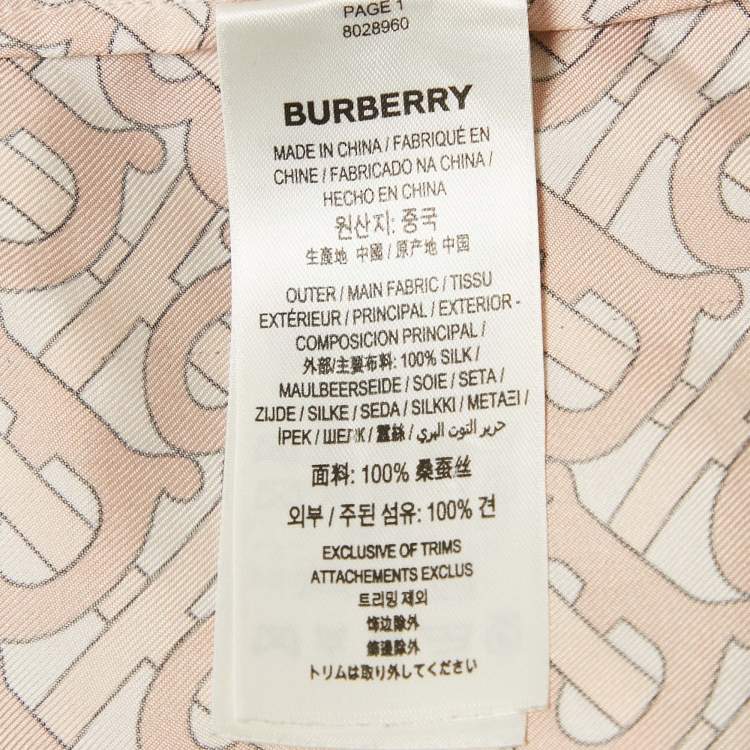 PAGE 1
8028960
BURBERRY
MADE IN CHINA / FABRIQUÉ EN
CHINE / FABRICADO NA CHINA /
HECHO EN CHINA
원산지: 중국
生產地 中國 / 原产地 中国
OUTER / MAIN FABRIC / TISSU
EXTÉRIEUR / PRINCIPAL / EXTERIOR -
COMPOSICION PRINCIPAL /
外部/主要布料: 100% SILK /
MAULBEERSEIDE / SOIE / SETA /
ZIJDE / SILKE / SEDA / SILKKI / ΜΕΤΑΞΙ /
İPEK / ШЕЛК / 蠶絲 / حرير التوت البري /
面料: 100% 桑蚕丝
외부 / 주된 섬유: 100% 견
EXCLUSIVE OF TRIMS
ATTACHEMENTS EXCLUS
트리밍 제외
饰边除外
飾邊除外
トリムは取り外してください